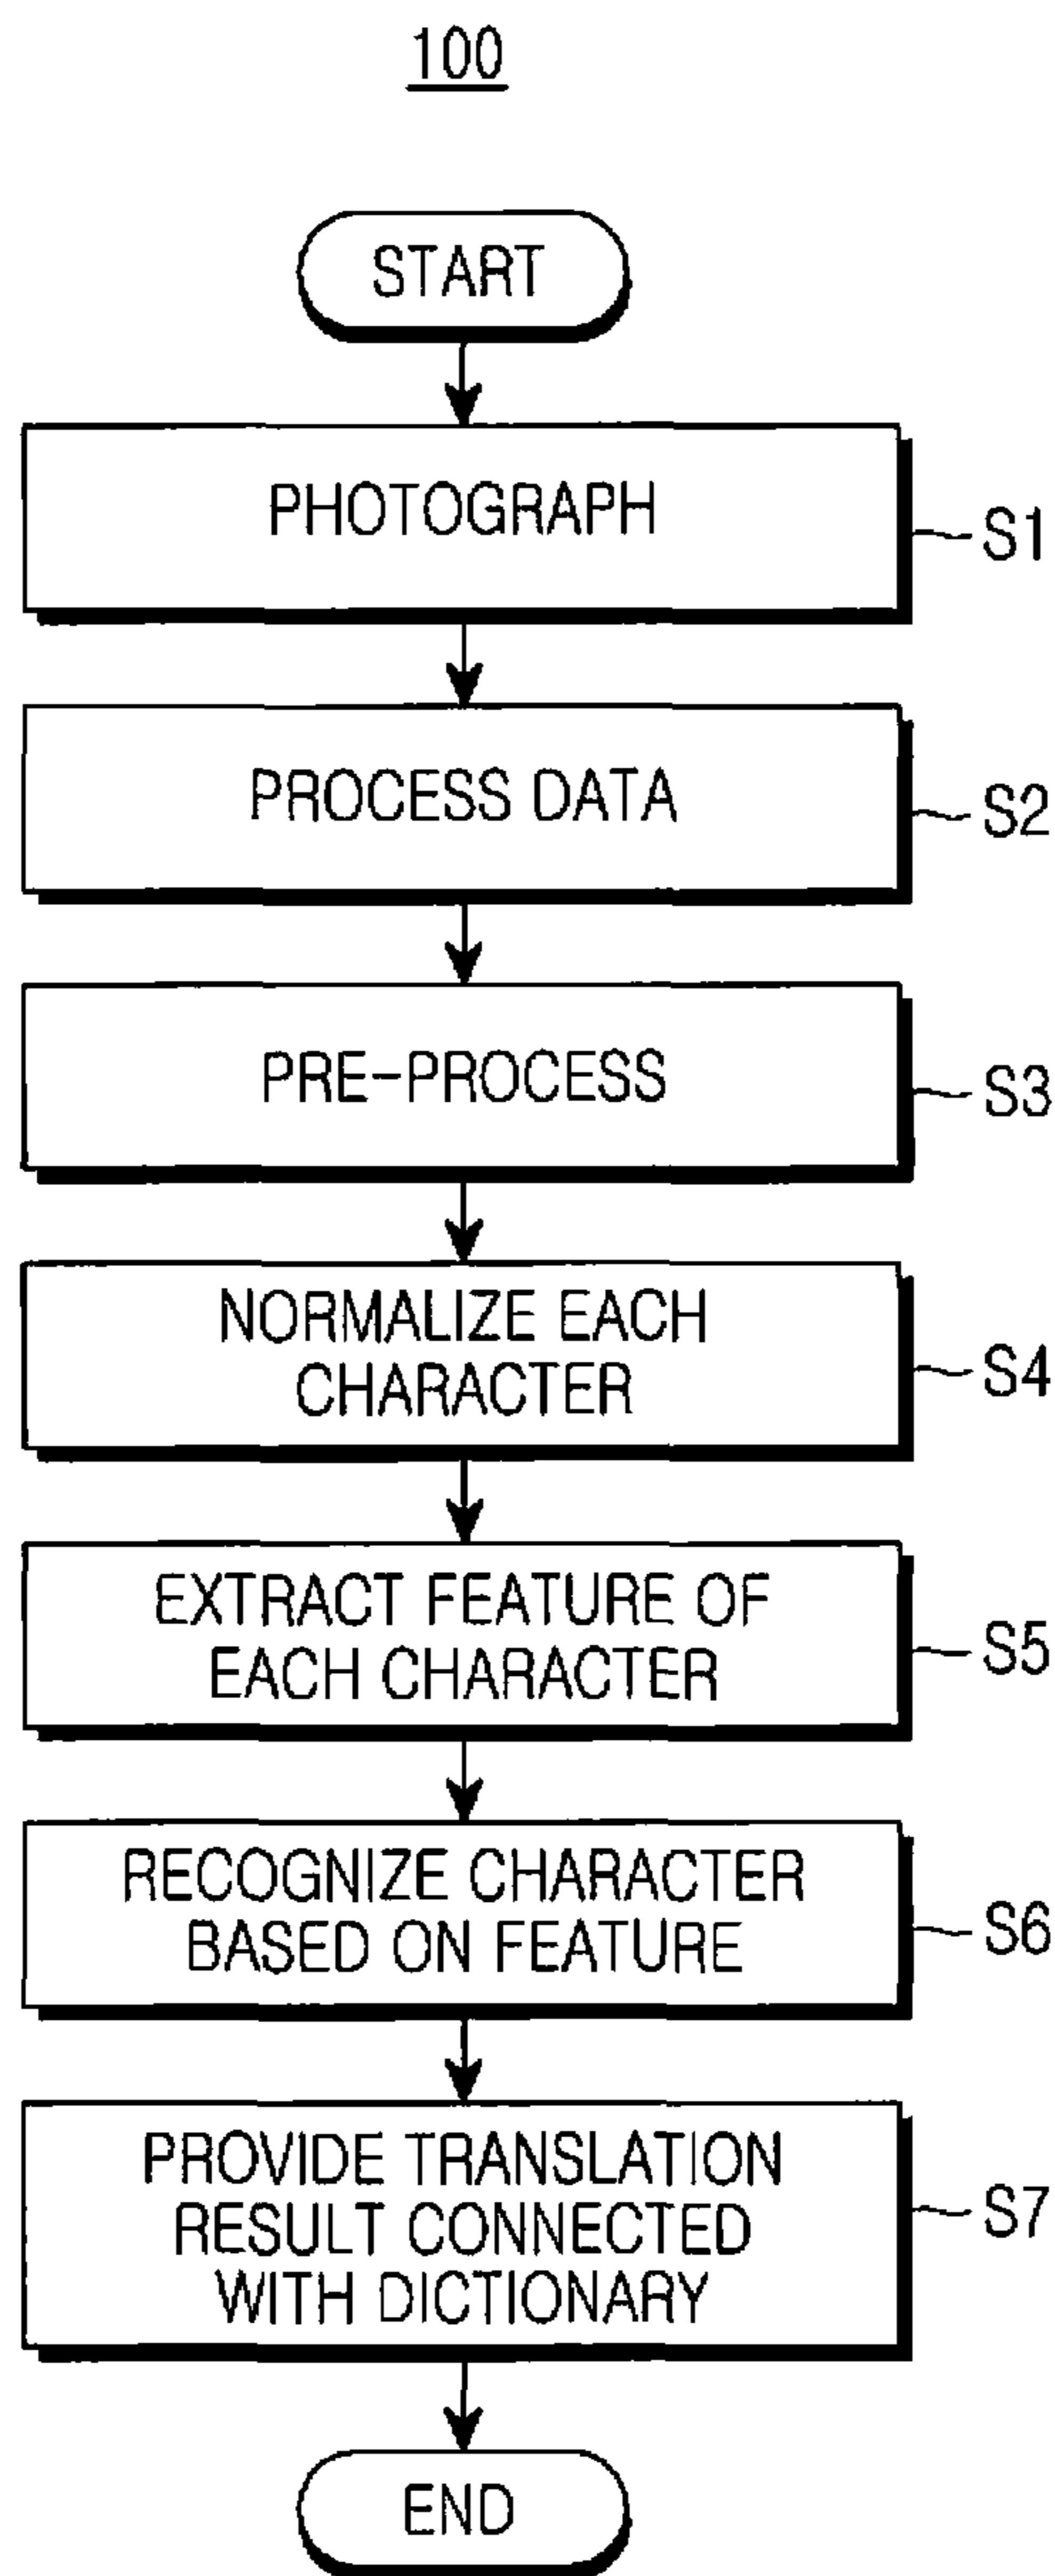 100
START
PHOTOGRAPH
S1
PROCESS DATA
S2
PRE-PROCESS
S3
NORMALIZE EACH
CHARACTER
S4
EXTRACT FEATURE OF
EACH CHARACTER
S5
RECOGNIZE CHARACTER
BASED ON FEATURE
S6
PROVIDE TRANSLATION
RESULT CONNECTED
WITH DICTIONARY
S7
END